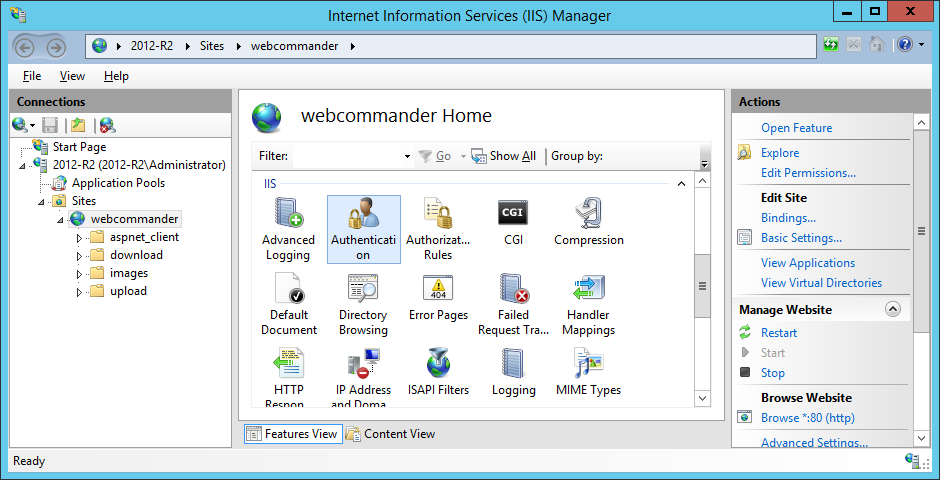 Internet Information Services (IIS) Manager
2012-R2 Sites webcommander
File View Help
Connections
Start Page
2012-R2 (2012-R2\Administrator)
Application Pools
Sites
webcommander
aspnet_client
download
images
upload
webcommander Home
Filter: Go Show All Group by:
IIS
Advanced
Logging
Authenticati
on
Authorizat...
Rules
CGI
CGI
Compression
Default
Document
Directory
Browsing
404
Error Pages
Failed
Request Tra...
Handler
Mappings
HTTP
Respon...
IP Address
and Doma...
ISAPI Filters
Logging
MIME Types
Features View Content View
Actions
Open Feature
Explore
Edit Permissions...
Edit Site
Bindings...
Basic Settings...
View Applications
View Virtual Directories
Manage Website
Restart
Start
Stop
Browse Website
Browse *:80 (http)
Advanced Settings...
Ready